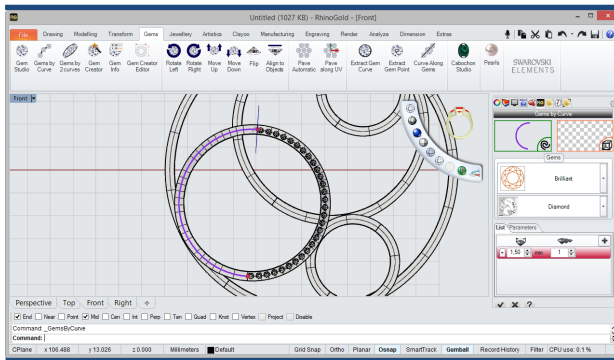 Untitled (1027 KB) - RhinoGold - [Front]
File Drawing Modelling Transform Gems Jewellery Artistics Clayoo Manufacturing Engraving Render Analyze Dimension Extras
Gem Studio Gems by Curve Gems by 2 curves Gem Creator Gem Info Gem Creator Editor Rotate Left Rotate Right Move Up Move Down Flip Align to Objects Pave Automatic Pave along UV Extract Gem Curve Extract Gem Point Curve Along Gems Cabochon Studio Pearls SWAROVSKI ELEMENTS
Front
Gems by Curve
Gems
Brilliant
Diamond
List Parameters
1,50 mm 1
Perspective Top Front Right
End Near Point Mid Cen Int Perp Tan Quad Knot Vertex Project Disable
Command: _GemsByCurve
Command:
CPlane x 106.488 y 13.026 z 0.000 Millimeters Default Grid Snap Ortho Planar Osnap SmartTrack Gumball Record History Filter CPU use: 0.1 %